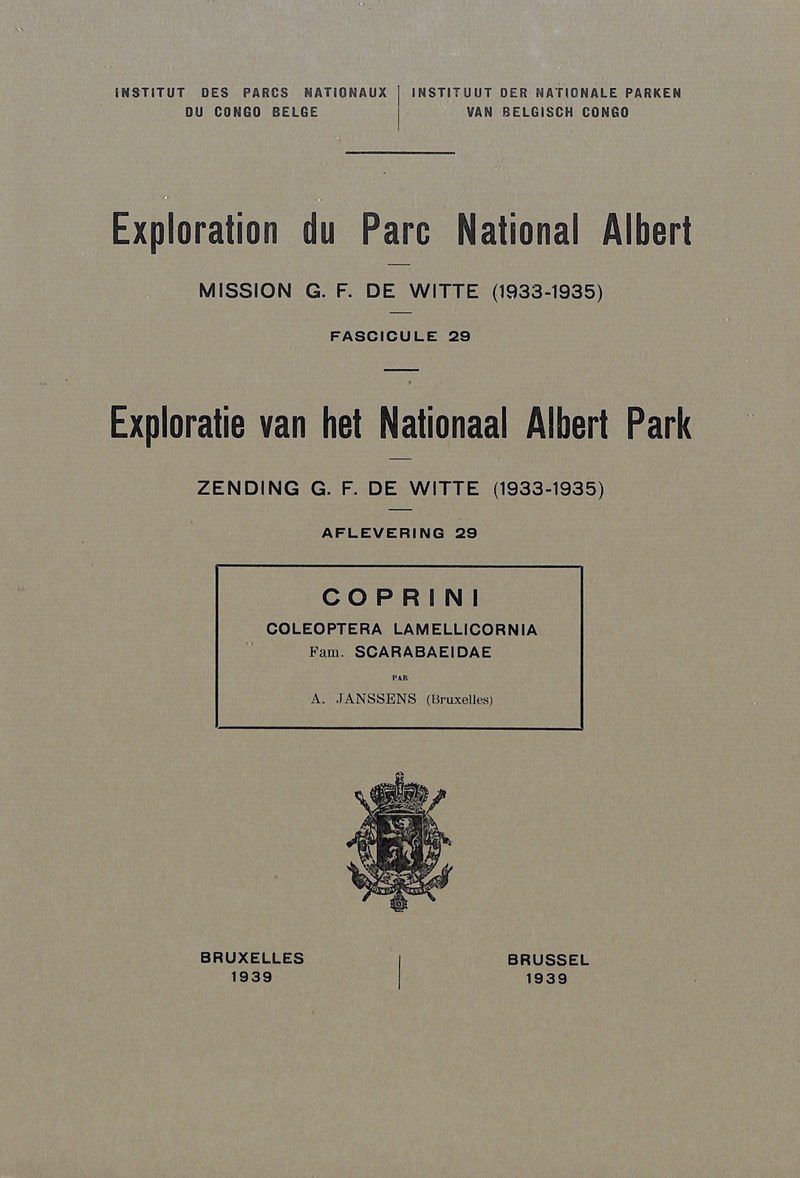 INSTITUT DES PARCS NATIONAUX
DU CONGO BELGE
INSTITUUT DER NATIONALE PARKEN
VAN BELGISCH CONGO
Exploration du Parc National Albert
MISSION G. F. DE WITTE (1933-1935)
FASCICULE 29
Exploratie van het Nationaal Albert Park
ZENDING G. F. DE WITTE (1933-1935)
AFLEVERING 29
COPRINI
COLEOPTERA LAMELLICORNIA
Fam. SCARABAEIDAE
PAR
A. JANSSENS (Bruxelles)
BRUXELLES
1939
BRUSSEL
1939